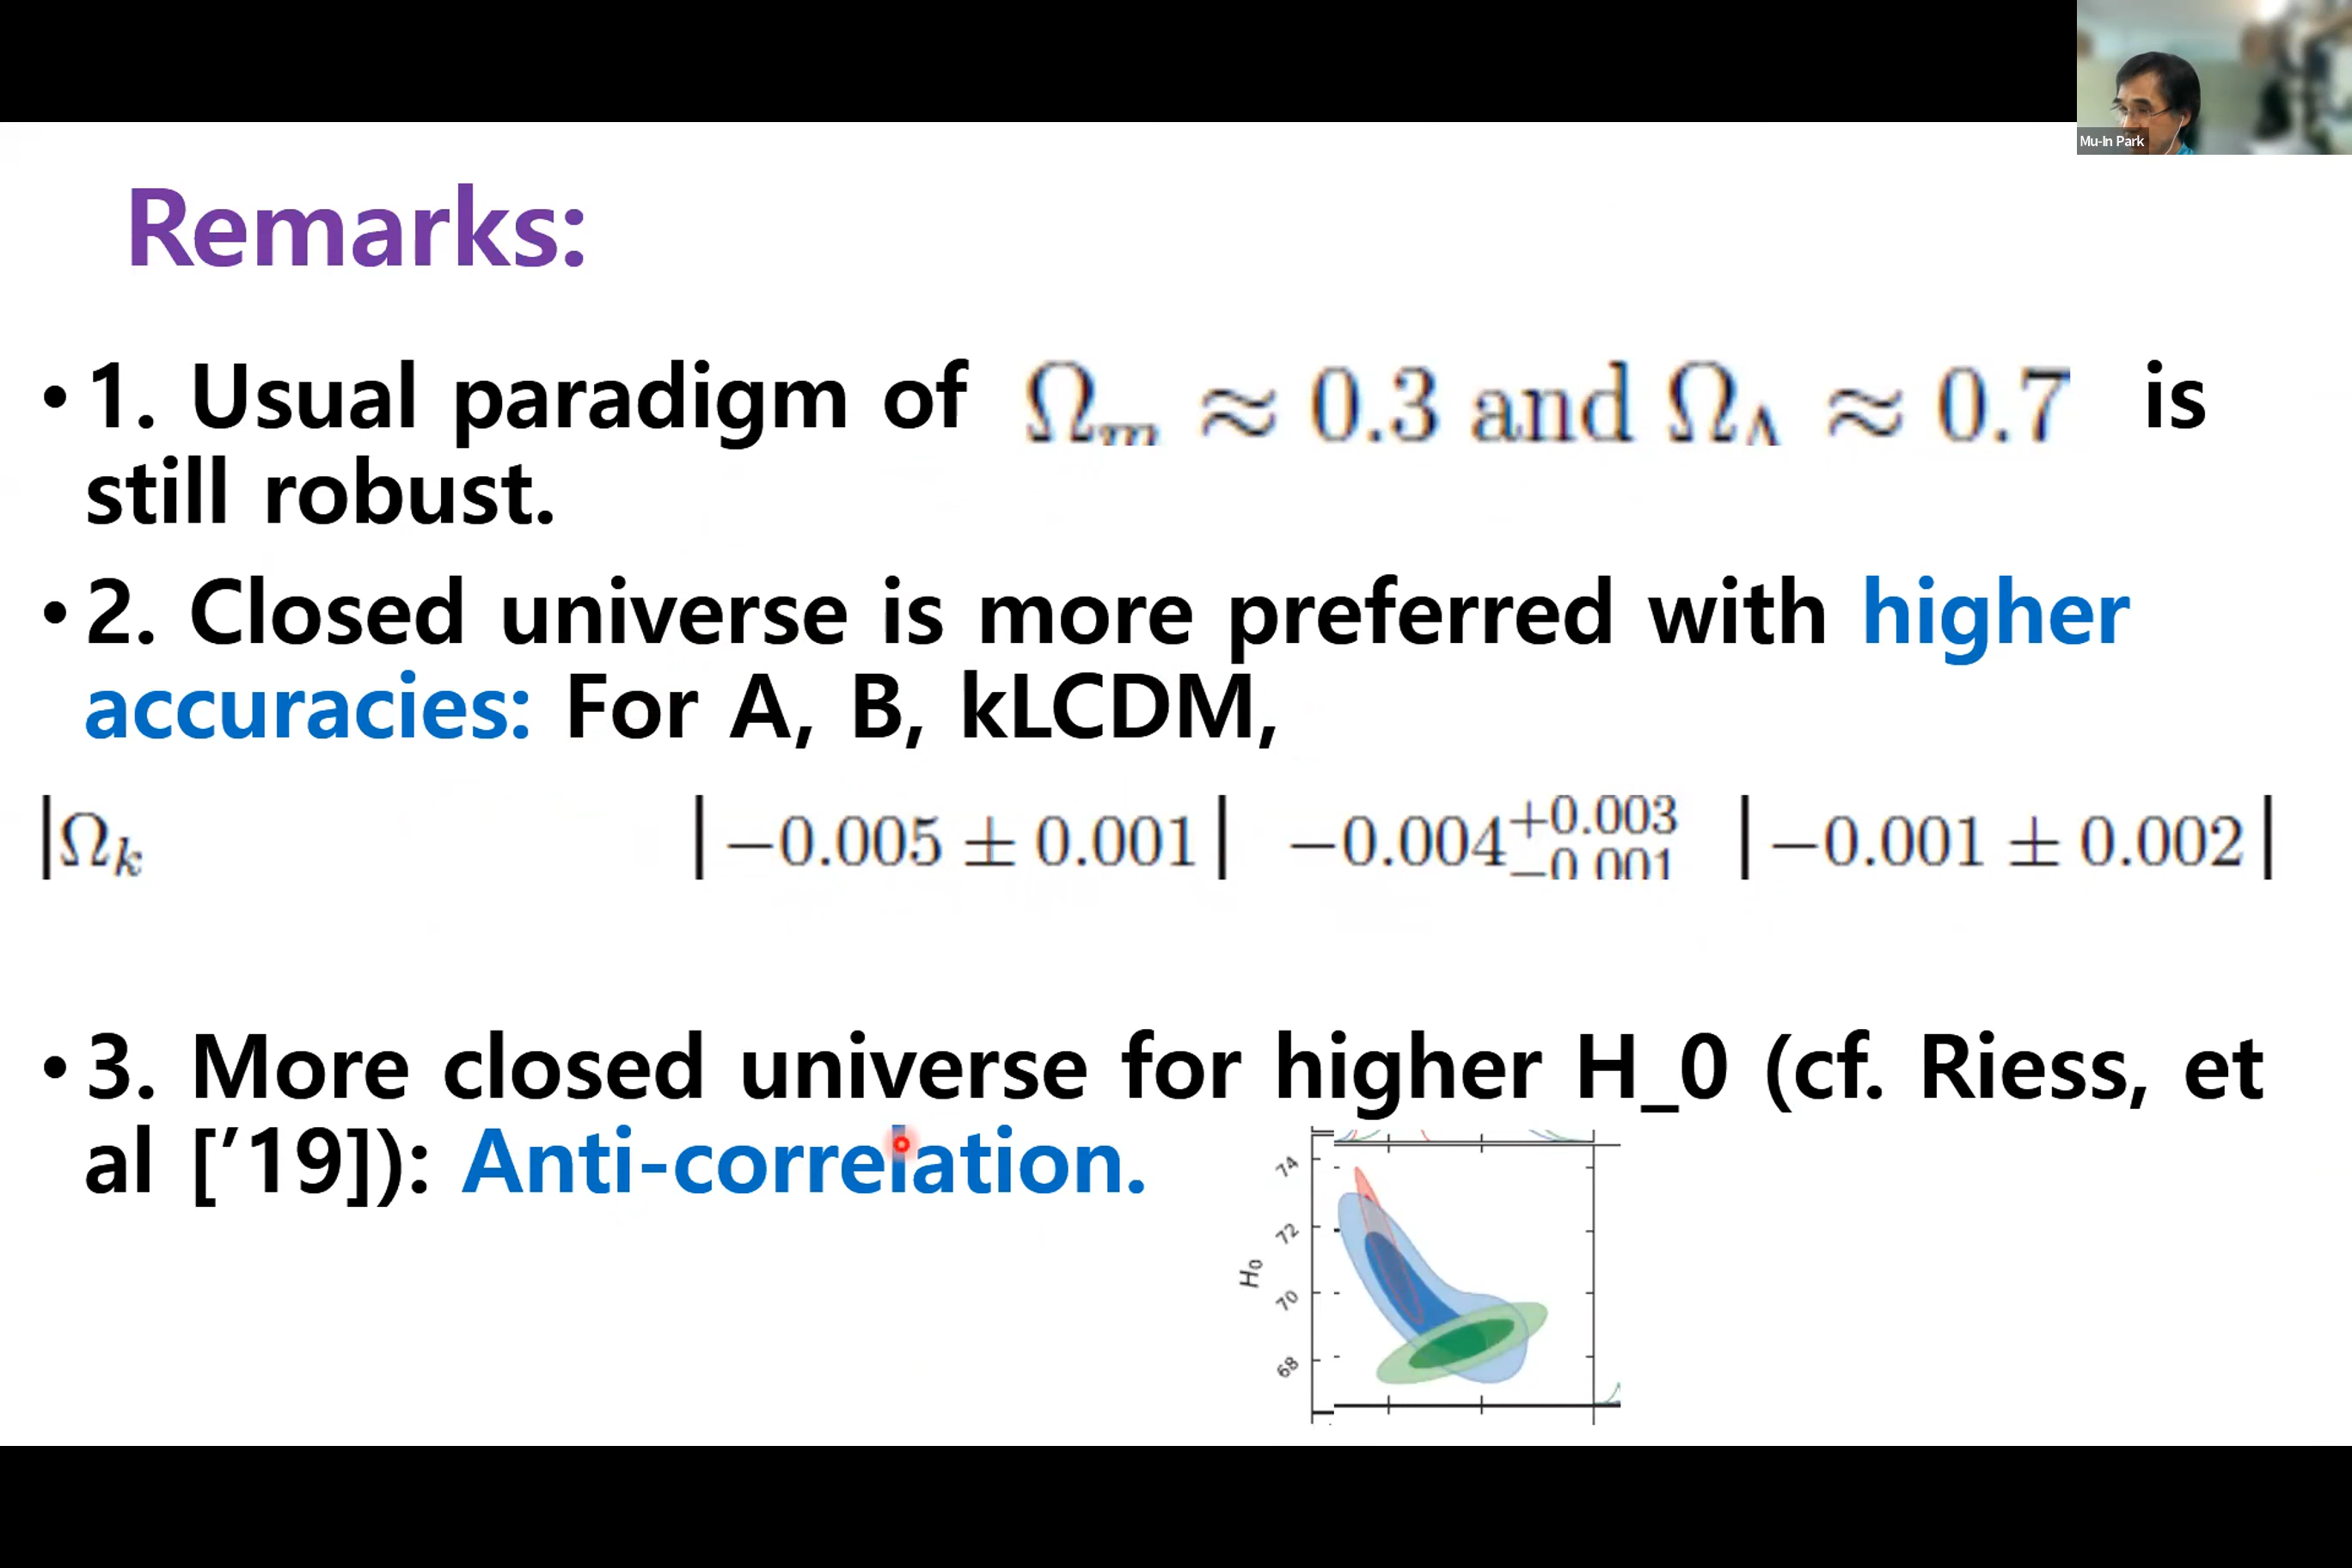 Mu-In Park
Remarks:
• 1. Usual paradigm of Ωₘ ≈ 0.3 and Ω_Λ ≈ 0.7 is
still robust.
• 2. Closed universe is more preferred with higher
accuracies: For A, B, kLCDM,
|Ωₖ |−0.005 ± 0.001| −0.004^{+0.003}_{−0.001} |−0.001 ± 0.002|
• 3. More closed universe for higher H_0 (cf. Riess, et
al [’19]): Anti-correlation.
74
72
H₀
70
68